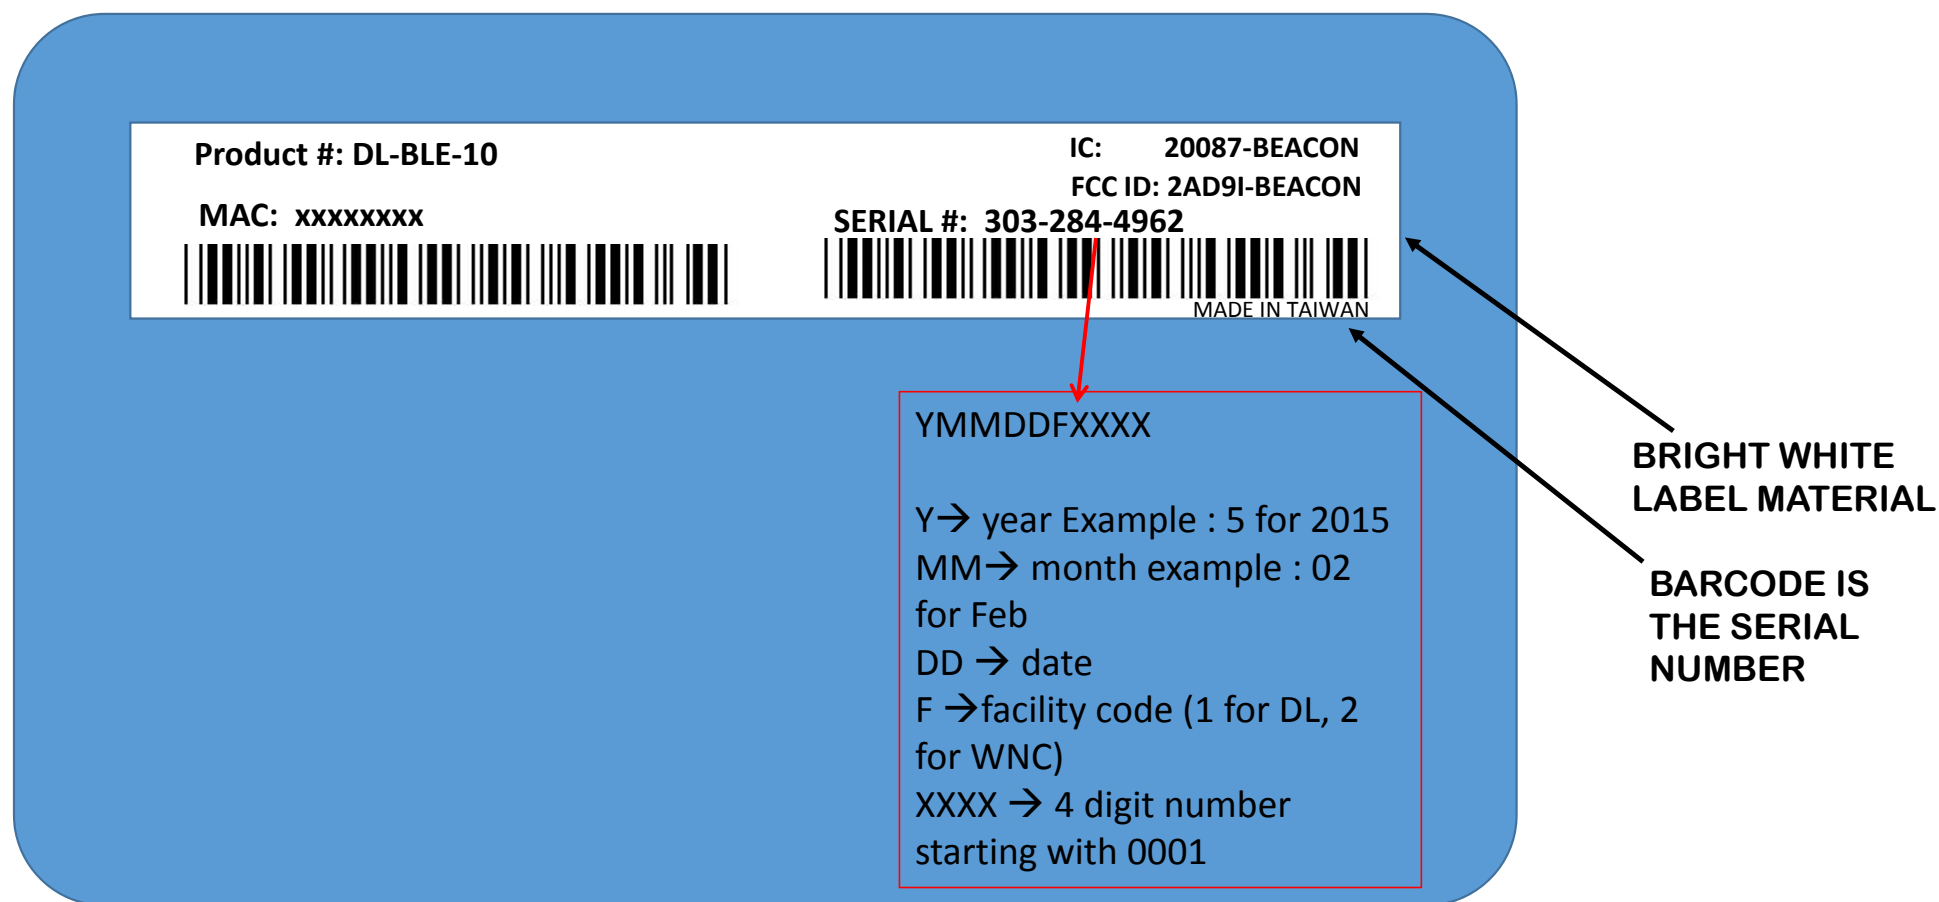 Product #: DL-BLE-10
IC: 20087-BEACON
FCC ID: 2AD9I-BEACON
MAC: xxxxxxxx
SERIAL #: 303-284-4962
MADE IN TAIWAN
YMMDDFXXXX
Y→ year Example : 5 for 2015
MM→ month example : 02
for Feb
DD → date
F →facility code (1 for DL, 2
for WNC)
XXXX → 4 digit number
starting with 0001
BRIGHT WHITE
LABEL MATERIAL
BARCODE IS
THE SERIAL
NUMBER